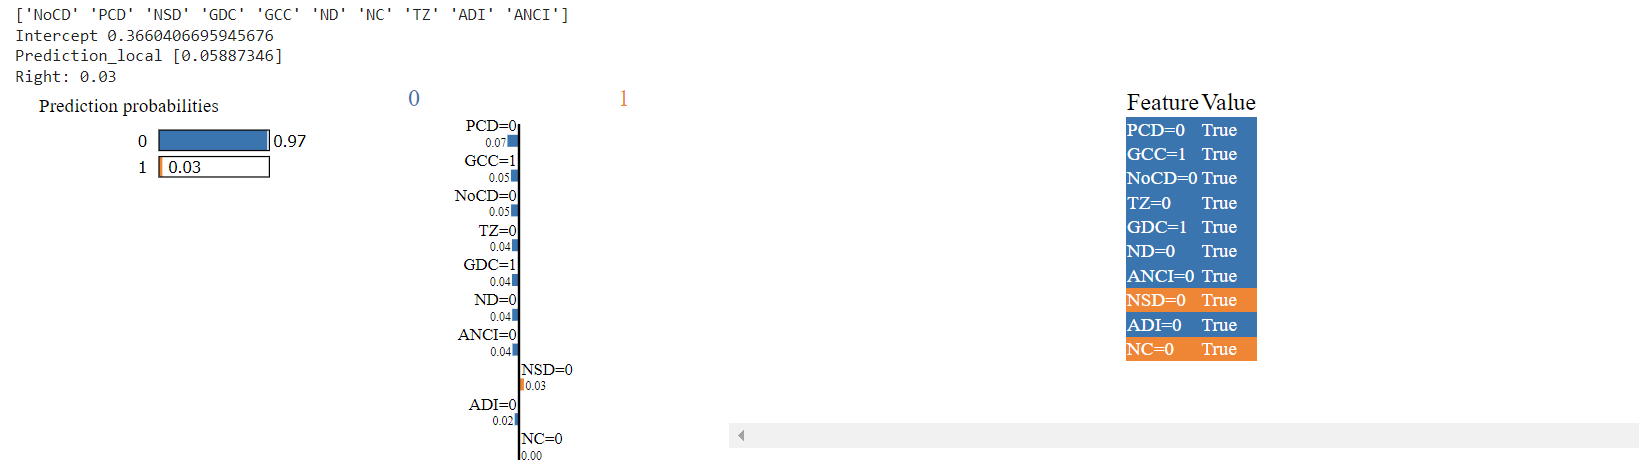 ['NoCD' 'PCD' 'NSD' 'GDC' 'GCC' 'ND' 'NC' 'TZ' 'ADI' 'ANCI']
Intercept 0.3660406695945676
Prediction_local [0.05887346]
Right: 0.03
Prediction probabilities
0 0.97
1 0.03
0 1
PCD=0
0.07
GCC=1
0.05
NoCD=0
0.05
TZ=0
0.04
GDC=1
0.04
ND=0
0.04
ANCI=0
0.04
NSD=0
0.03
ADI=0
0.02
NC=0
0.00
Feature Value
PCD=0 True
GCC=1 True
NoCD=0 True
TZ=0 True
GDC=1 True
ND=0 True
ANCI=0 True
NSD=0 True
ADI=0 True
NC=0 True